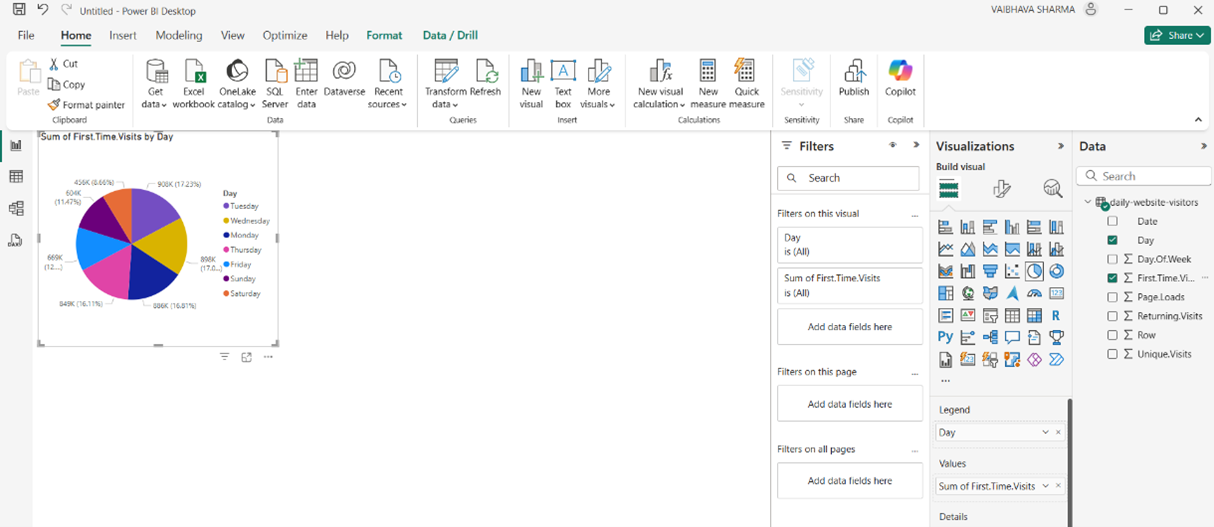 Untitled - Power BI Desktop
VAIBHAVA SHARMA
File Home Insert Modeling View Optimize Help Format Data / Drill
Share
Paste
Cut
Copy
Format painter
Clipboard
Get data
Excel workbook
OneLake catalog
SQL Server
Enter data
Dataverse
Recent sources
Data
Transform data
Refresh
Queries
New visual
Text box
More visuals
Insert
New visual calculation
New measure
Quick measure
Calculations
Sensitivity
Sensitivity
Publish
Share
Copilot
Copilot
DAX
Sum of First.Time.Visits by Day
456K (8.66%)
908K (17.23%)
604K
(11.47%)
669K
(12...)
898K
(17.0...)
849K (16.11%)
886K (16.81%)
Day
Tuesday
Wednesday
Monday
Thursday
Friday
Sunday
Saturday
Filters
Search
Filters on this visual
...
Day
is (All)
Sum of First.Time.Visits
is (All)
Add data fields here
Filters on this page
...
Add data fields here
Filters on all pages
...
Add data fields here
Visualizations
Build visual
123
R
Py
...
Legend
Day
Values
Sum of First.Time.Visits
Details
Data
Search
daily-website-visitors
Date
Day
Day.Of.Week
First.Time.Vi...
Page.Loads
Returning.Visits
Row
Unique.Visits